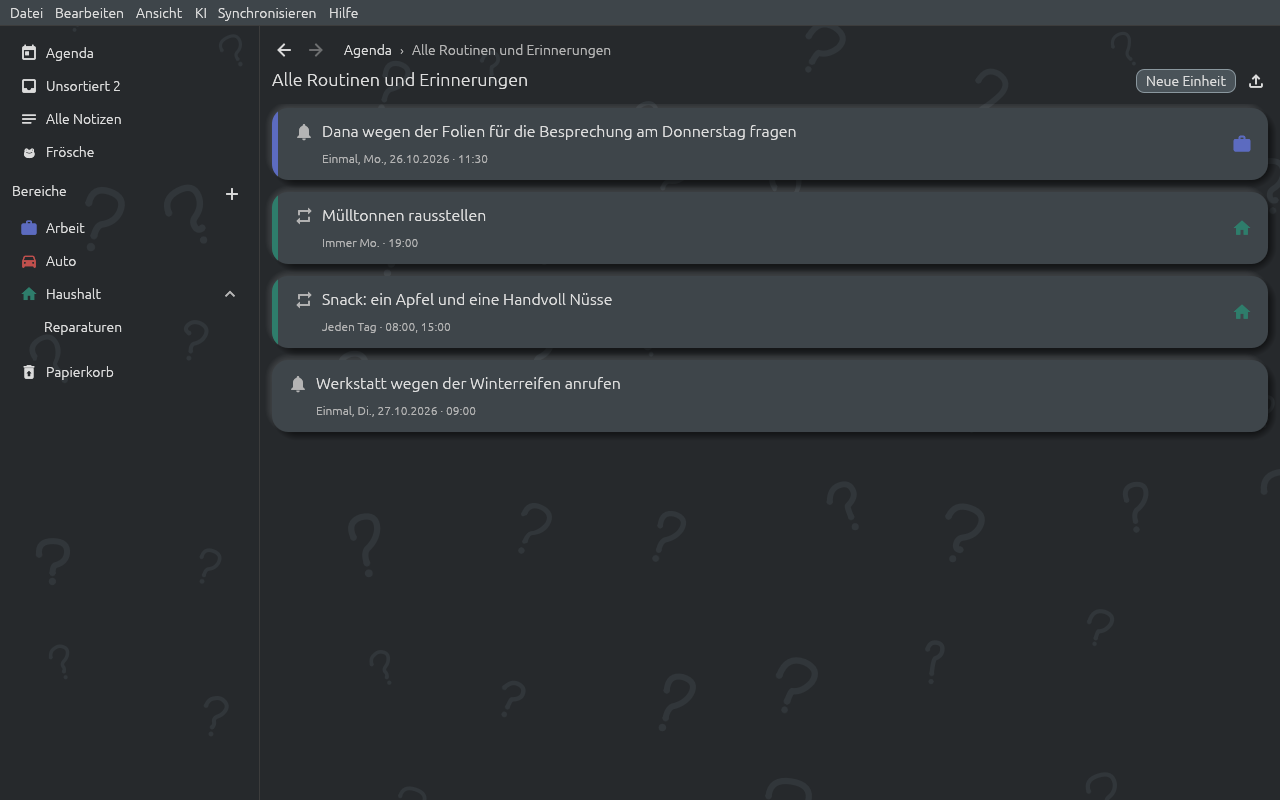 Datei Bearbeiten Ansicht KI Synchronisieren Hilfe
Agenda
Unsortiert 2
Alle Notizen
Frösche
Bereiche
Arbeit
Auto
Haushalt
Reparaturen
Papierkorb
Agenda › Alle Routinen und Erinnerungen
Alle Routinen und Erinnerungen
Neue Einheit
Dana wegen der Folien für die Besprechung am Donnerstag fragen
Einmal, Mo., 26.10.2026 · 11:30
Mülltonnen rausstellen
Immer Mo. · 19:00
Snack: ein Apfel und eine Handvoll Nüsse
Jeden Tag · 08:00, 15:00
Werkstatt wegen der Winterreifen anrufen
Einmal, Di., 27.10.2026 · 09:00